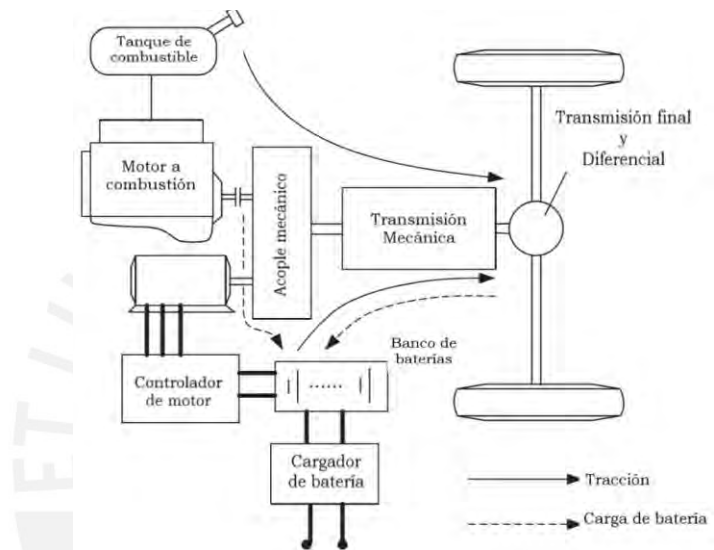 Tanque de
combustible
Motor a
combustión
Acople mecánico
Transmisión
Mecánica
Transmisión final
y
Diferencial
Controlador
de motor
Banco de
baterías
Cargador
de batería
Tracción
Carga de batería